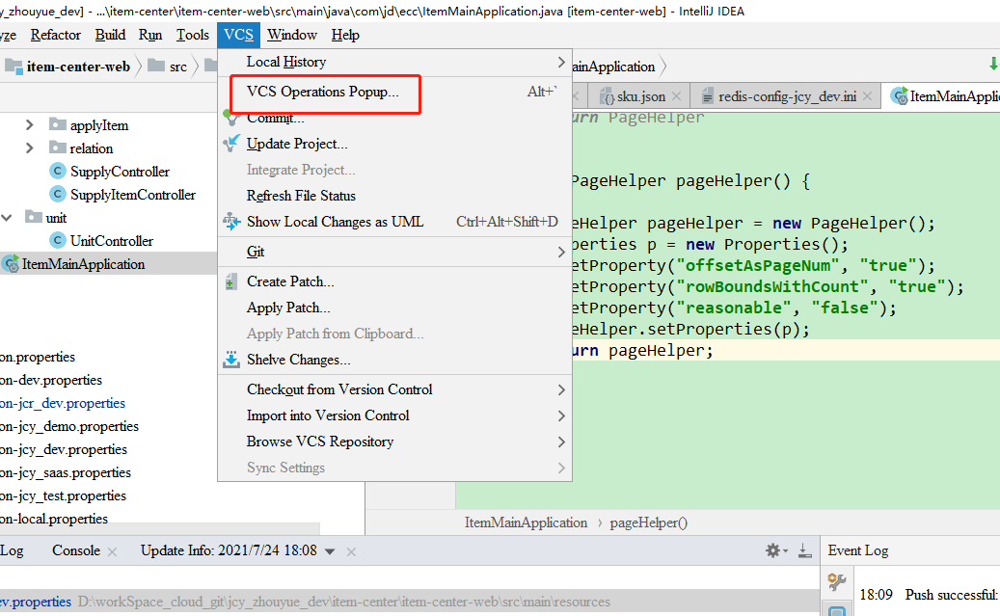 y_zhouyue_dev] - ...\item-center\item-center-web\src\main\java\com\jd\ecc\ItemMainApplication.java [item-center-web] - IntelliJ IDEA
yze Refactor Build Run Tools VCS Window Help
item-center-web src ainApplication
Local History
VCS Operations Popup... Alt+`
Commit...
Update Project...
Integrate Project...
Refresh File Status
Show Local Changes as UML Ctrl+Alt+Shift+D
Git
Create Patch...
Apply Patch...
Apply Patch from Clipboard...
Shelve Changes...
Checkout from Version Control
Import into Version Control
Browse VCS Repository
Sync Settings
applyItem
relation
SupplyController
SupplyItemController
unit
UnitController
ItemMainApplication
on.properties
on-dev.properties
on-jcr_dev.properties
on-jcy_demo.properties
on-jcy_dev.properties
on-jcy_saas.properties
on-jcy_test.properties
on-local.properties
sku.json redis-config-jcy_dev.ini ItemMainApplic
urn PageHelper
PageHelper pageHelper() {
eHelper pageHelper = new PageHelper();
perties p = new Properties();
etProperty("offsetAsPageNum", "true");
etProperty("rowBoundsWithCount", "true");
etProperty("reasonable", "false");
eHelper.setProperties(p);
urn pageHelper;
ItemMainApplication › pageHelper()
Log Console Update Info: 2021/7/24 18:08 Event Log
ev.properties D:\workSpace_cloud_git\jcy_zhouyue_dev\item-center\item-center-web\src\main\resources
18:09 Push successful: